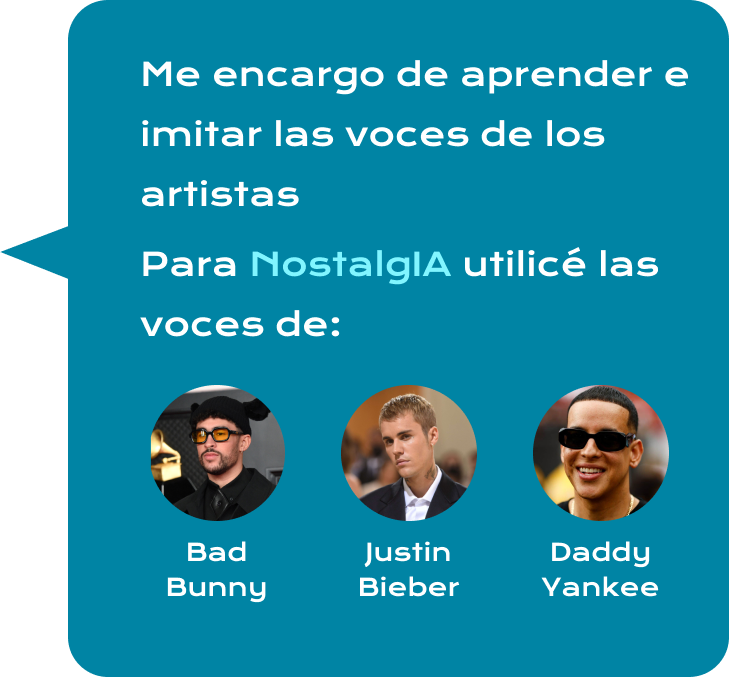 Me encargo de aprender e
imitar las voces de los
artistas
Para NostalgIA utilicé las
voces de:
Bad
Bunny
Justin
Bieber
Daddy
Yankee